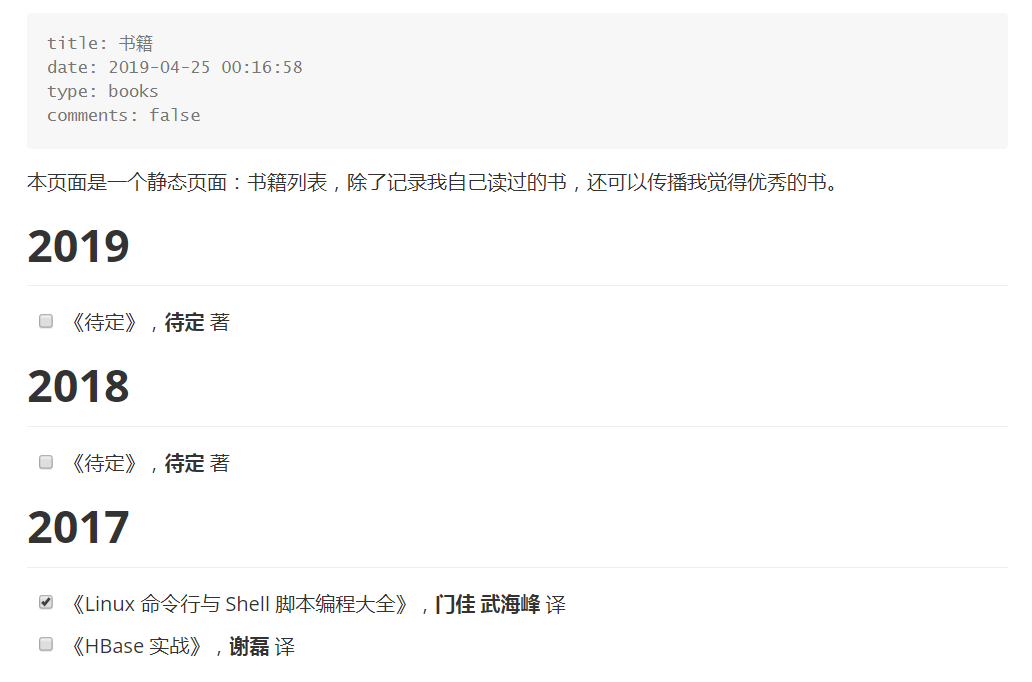 title: 书籍
date: 2019-04-25 00:16:58
type: books
comments: false
本页面是一个静态页面：书籍列表，除了记录我自己读过的书，还可以传播我觉得优秀的书。
2019
《待定》，待定 著
2018
《待定》，待定 著
2017
《Linux 命令行与 Shell 脚本编程大全》，门佳 武海峰 译
《HBase 实战》，谢磊 译